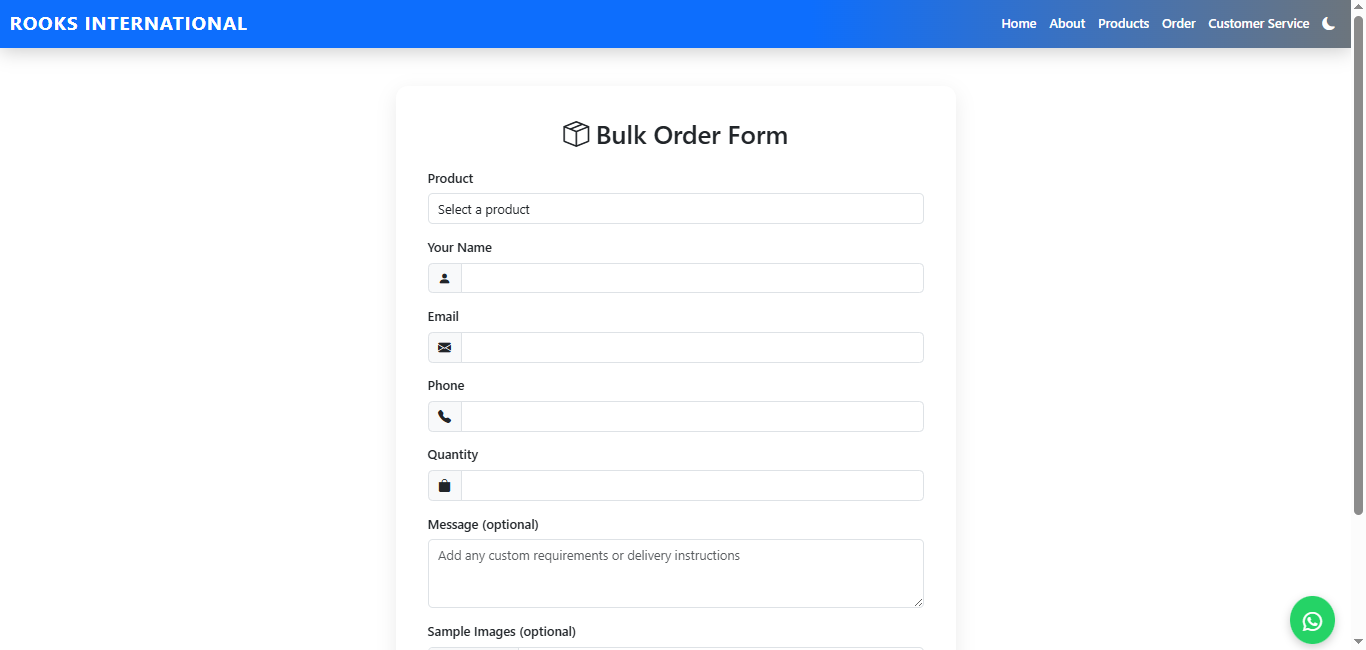 ROOKS INTERNATIONAL
Home About Products Order Customer Service
Bulk Order Form
Product
Select a product
Your Name
Email
Phone
Quantity
Message (optional)
Add any custom requirements or delivery instructions
Sample Images (optional)